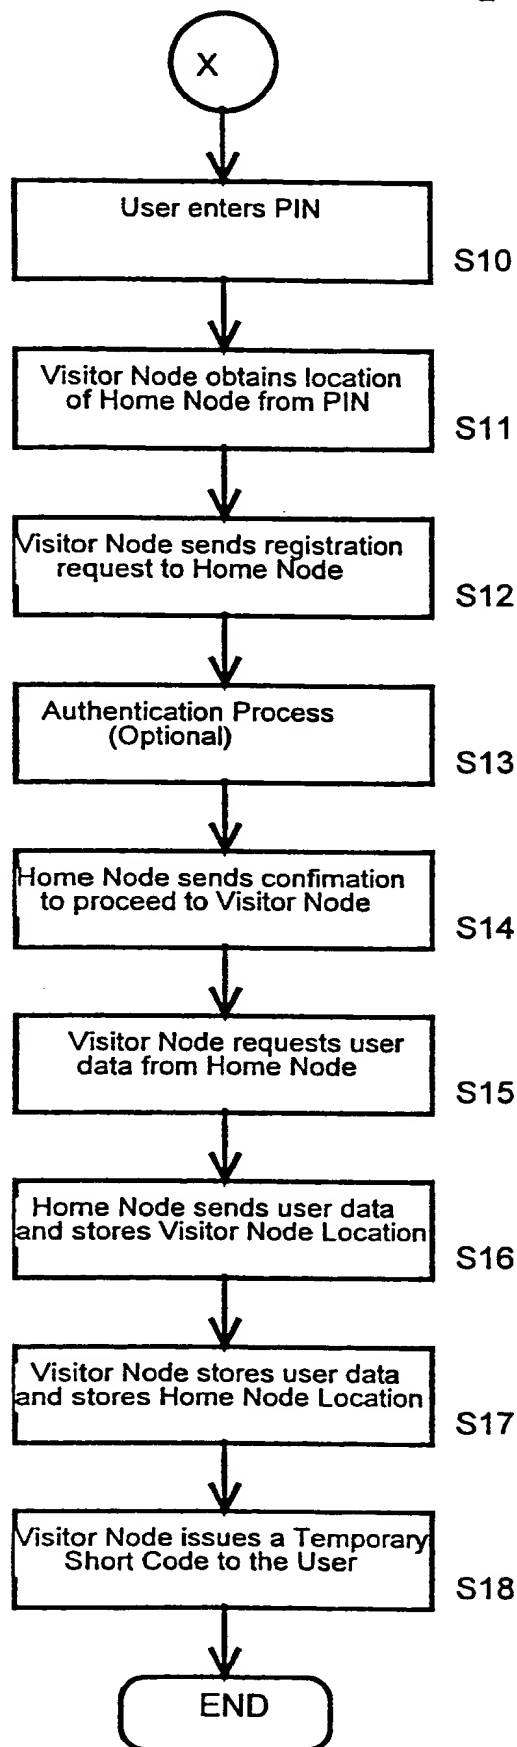 X
User enters PIN
S10
Visitor Node obtains location
of Home Node from PIN
S11
Visitor Node sends registration
request to Home Node
S12
Authentication Process
(Optional)
S13
Home Node sends confimation
to proceed to Visitor Node
S14
Visitor Node requests user
data from Home Node
S15
Home Node sends user data
and stores Visitor Node Location
S16
Visitor Node stores user data
and stores Home Node Location
S17
Visitor Node issues a Temporary
Short Code to the User
S18
END